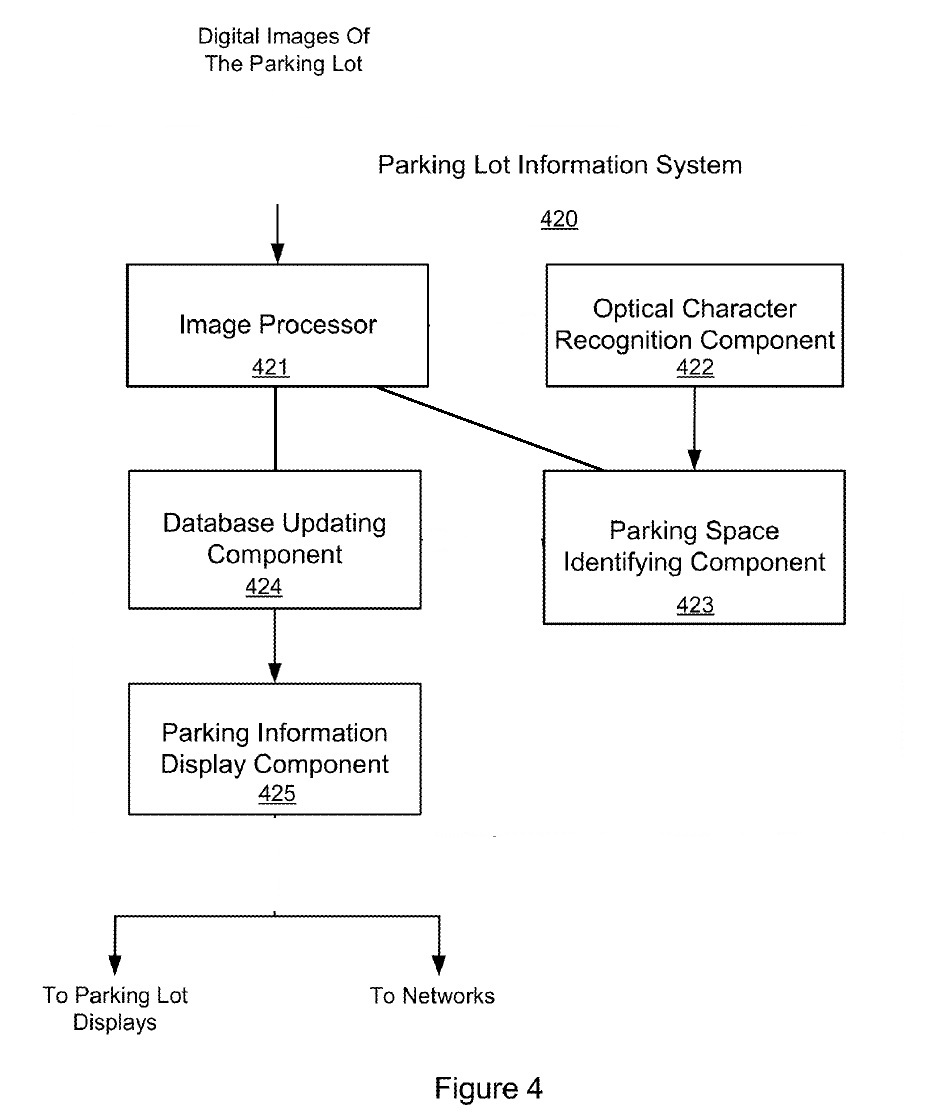 Digital Images Of
The Parking Lot
Parking Lot Information System
420
Image Processor
421
Optical Character
Recognition Component
422
Database Updating
Component
424
Parking Space
Identifying Component
423
Parking Information
Display Component
425
To Parking Lot
Displays
To Networks
Figure 4